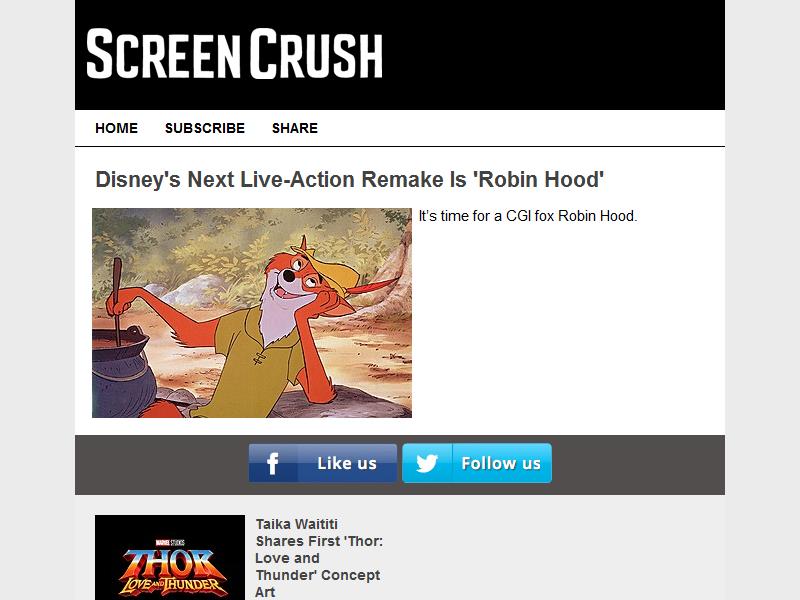 SCREENCRUSH
HOME SUBSCRIBE SHARE
Disney's Next Live-Action Remake Is 'Robin Hood'
It's time for a CGI fox Robin Hood.
f Like us Follow us
MARVEL STUDIOS
THOR
LOVE AND THUNDER
Taika Waititi
Shares First 'Thor:
Love and
Thunder' Concept
Art